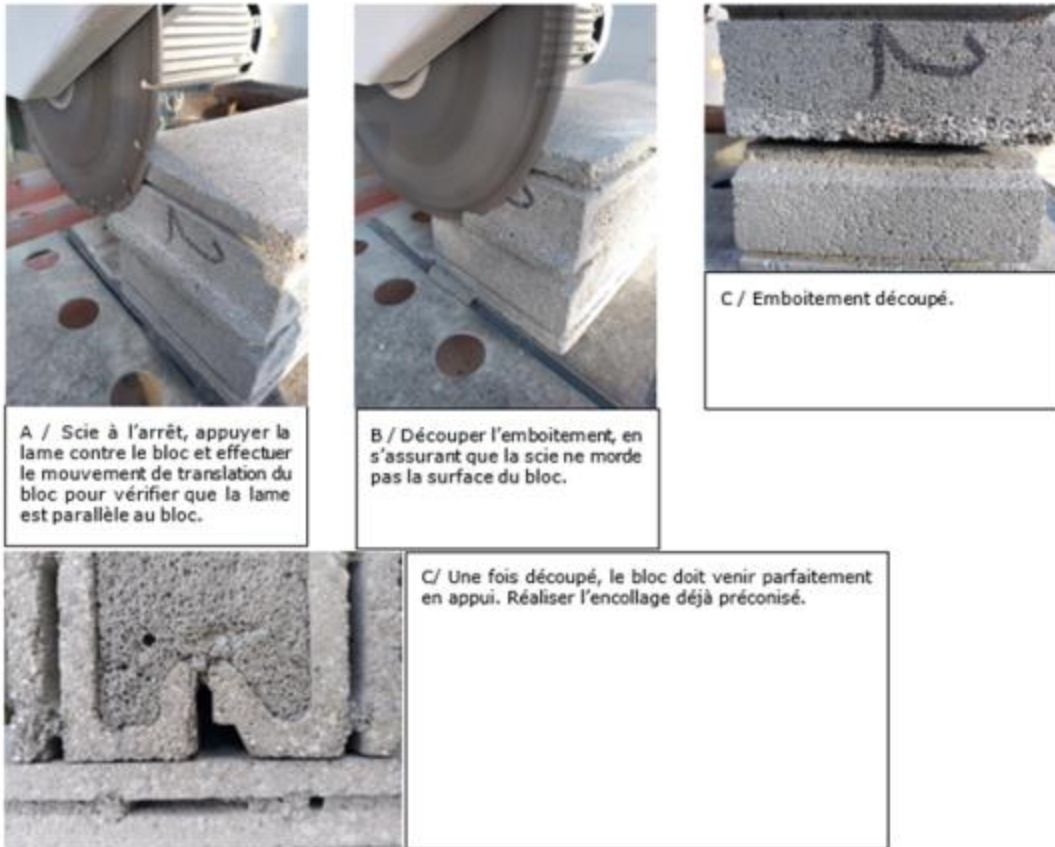 A / Scie à l'arrêt, appuyer la
lame contre le bloc et effectuer
le mouvement de translation du
bloc pour vérifier que la lame
est parallèle au bloc.
B / Découper l'emboitement, en
s'assurant que la scie ne morde
pas la surface du bloc.
C / Emboitement découpé.
C/ Une fois découpé, le bloc doit venir parfaitement
en appui. Réaliser l'encollage déjà préconisé.